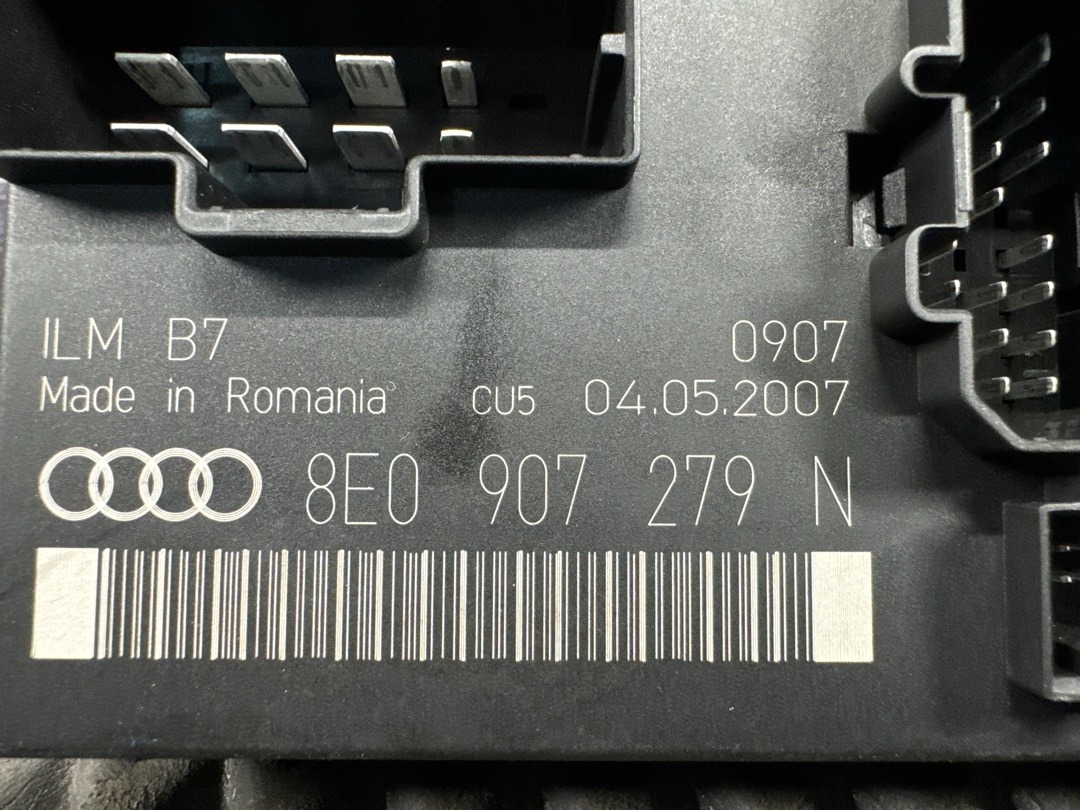 ILM B7 0907
Made in Romania CU5 04.05.2007
8E0 907 279 N